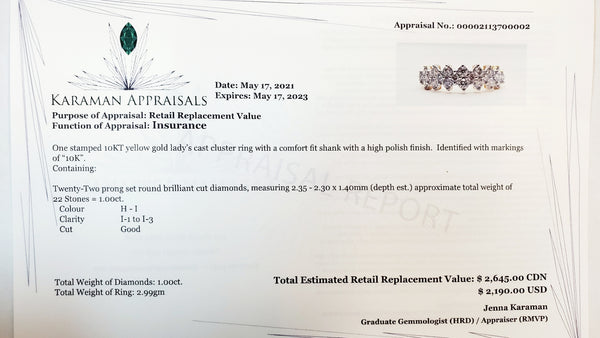 Appraisal No.: 00002113700002
KARAMAN APPRAISALS
Date: May 17, 2021
Expires: May 17, 2023
Purpose of Appraisal: Retail Replacement Value
Function of Appraisal: Insurance
One stamped 10KT yellow gold lady's cast cluster ring with a comfort fit shank with a high polish finish. Identified with markings
of "10K".
Containing:
Twenty-Two prong set round brilliant cut diamonds, measuring 2.35 - 2.30 x 1.40mm (depth est.) approximate total weight of
22 Stones = 1.00ct.
Colour H - I
Clarity I-1 to I-3
Cut Good
APPRAISAL REPORT
Total Weight of Diamonds: 1.00ct.
Total Weight of Ring: 2.99gm
Total Estimated Retail Replacement Value: $ 2,645.00 CDN
$ 2,190.00 USD
Jenna Karaman
Graduate Gemmologist (HRD) / Appraiser (RMVP)